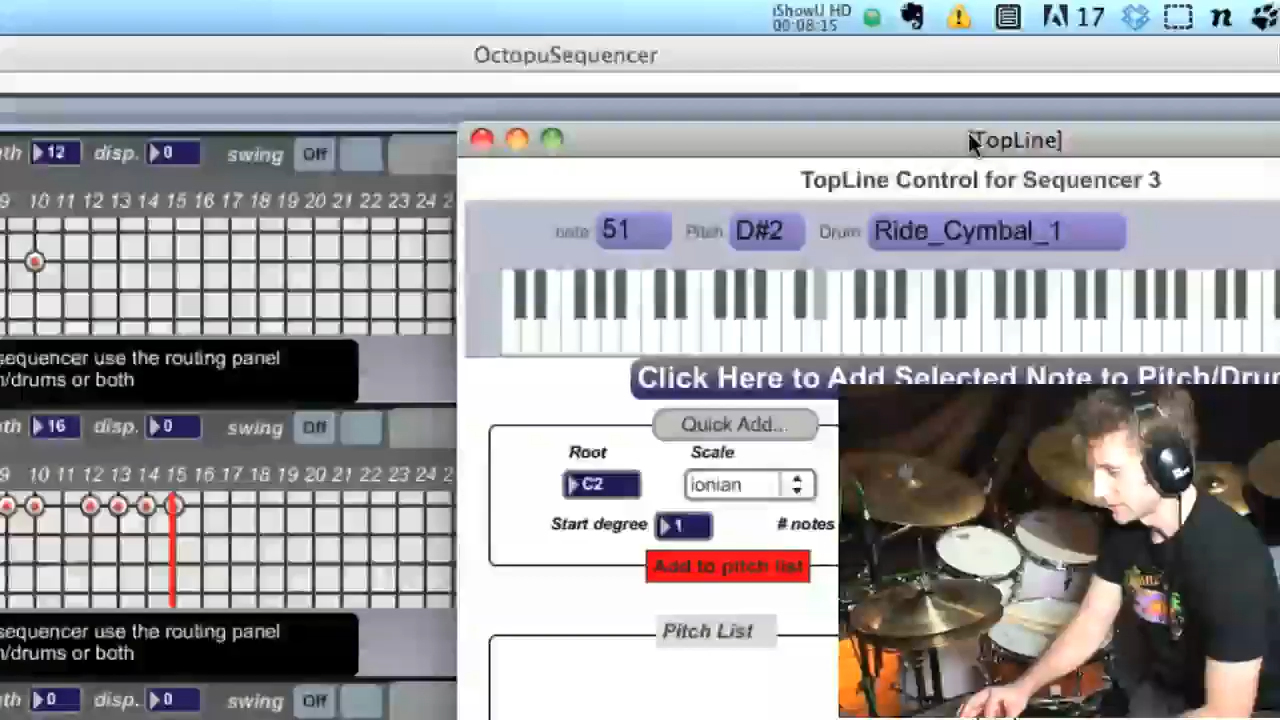 iShowU HD
00:08:15
17
OctopuSequencer
[TopLine]
TopLine Control for Sequencer 3
note 51 Pitch D#2 Drum Ride_Cymbal_1
Click Here to Add Selected Note to Pitch/Drum
Quick Add...
Root Scale
C2 ionian
Start degree 1 # notes
Add to pitch list
Pitch List
th 12 disp. 0 swing Off
9 10 11 12 13 14 15 16 17 18 19 20 21 22 23 24 2
sequencer use the routing panel
n/drums or both
th 16 disp. 0 swing Off
9 10 11 12 13 14 15 16 17 18 19 20 21 22 23 24 2
sequencer use the routing panel
n/drums or both
th 0 disp. 0 swing Off